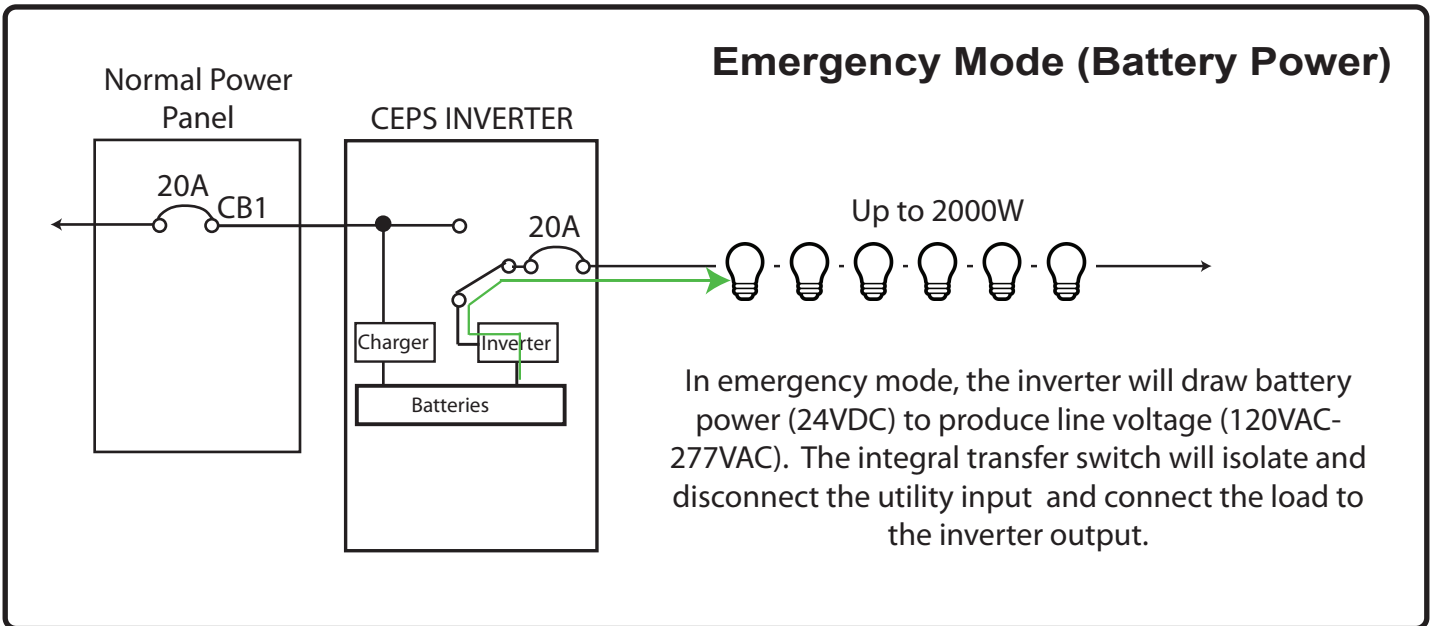 Emergency Mode (Battery Power)
Normal Power
Panel
CEPS INVERTER
20A
CB1
20A
Up to 2000W
Charger
Inverter
Batteries
In emergency mode, the inverter will draw battery
power (24VDC) to produce line voltage (120VAC-
277VAC).  The integral transfer switch will isolate and
disconnect the utility input  and connect the load to
the inverter output.